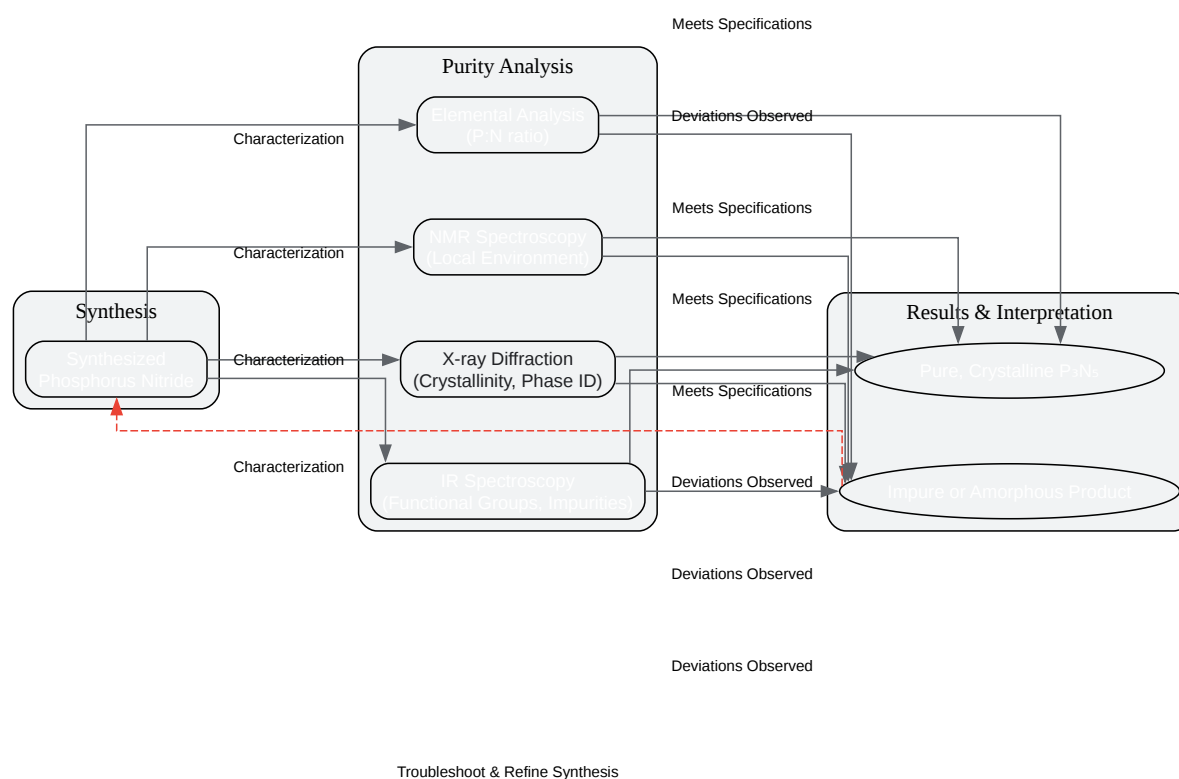 Meets Specifications
Purity Analysis
Elemental Analysis
(P:N ratio)
Deviations Observed
Characterization
Meets Specifications
NMR Spectroscopy
(Local Environment)
Characterization
Meets Specifications
Synthesis
Results & Interpretation
Synthesized
Phosphorus Nitride
Characterization
X-ray Diffraction
(Crystallinity, Phase ID)
Pure, Crystalline P₃N₅
Meets Specifications
Characterization
IR Spectroscopy
(Functional Groups, Impurities)
Deviations Observed
Impure or Amorphous Product
Deviations Observed
Deviations Observed
Troubleshoot & Refine Synthesis